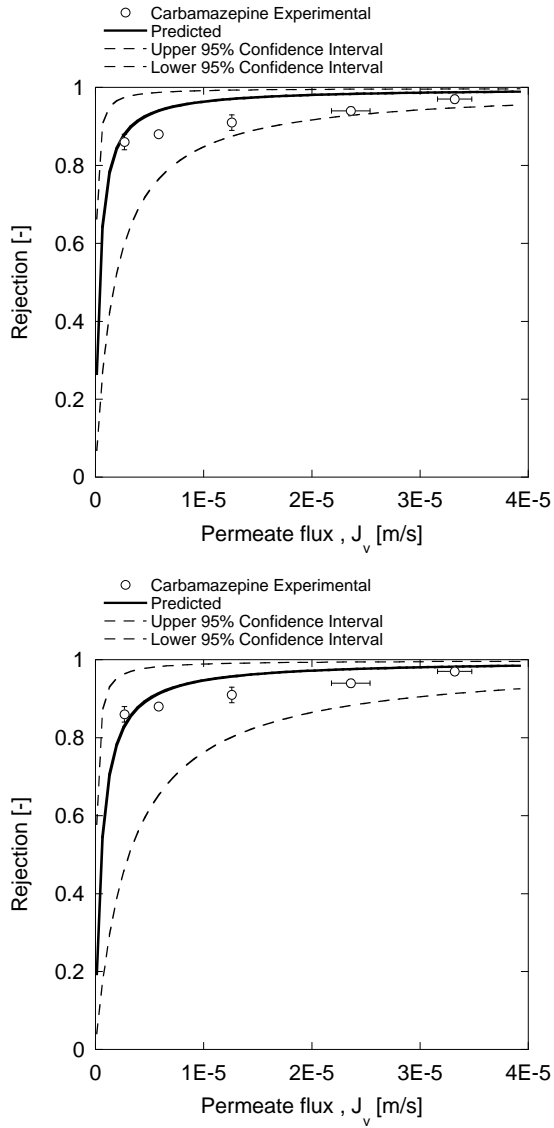 Carbamazepine Experimental
Predicted
Upper 95% Confidence Interval
Lower 95% Confidence Interval
1
0.8
0.6
0.4
0.2
0
Rejection [-]
0 1E-5 2E-5 3E-5 4E-5
Permeate flux , J_v [m/s]
Carbamazepine Experimental
Predicted
Upper 95% Confidence Interval
Lower 95% Confidence Interval
1
0.8
0.6
0.4
0.2
0
Rejection [-]
0 1E-5 2E-5 3E-5 4E-5
Permeate flux , J_v [m/s]